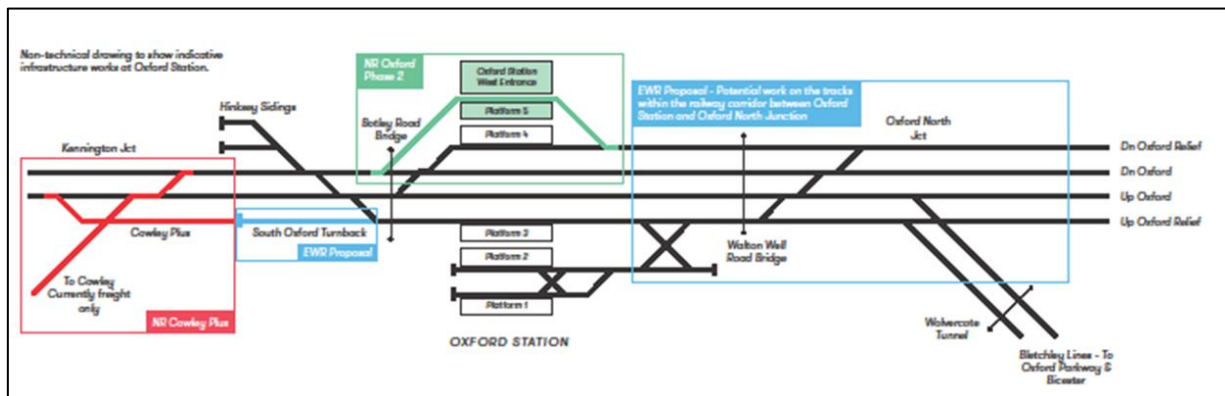 Non-technical drawing to show indicative
infrastructure works at Oxford Station.
NR Oxford
Phase 2
Oxford Station
West Entrance
Platform 5
Platform 4
EWR Proposal - Potential work on the tracks
within the railway corridor between Oxford
Station and Oxford North Junction
Hinksey Sidings
Botley Road
Bridge
Oxford North
Jct
Kennington Jct
Dn Oxford Relief
Dn Oxford
Up Oxford
Up Oxford Relief
Cowley Plus
South Oxford Turnback
EWR Proposal
Platform 3
Platform 2
Platform 1
Walton Well
Road Bridge
To Cowley
Currently freight
only
NR Cowley Plus
OXFORD STATION
Wolvercote
Tunnel
Bletchley Lines - To
Oxford Parkway &
Bicester